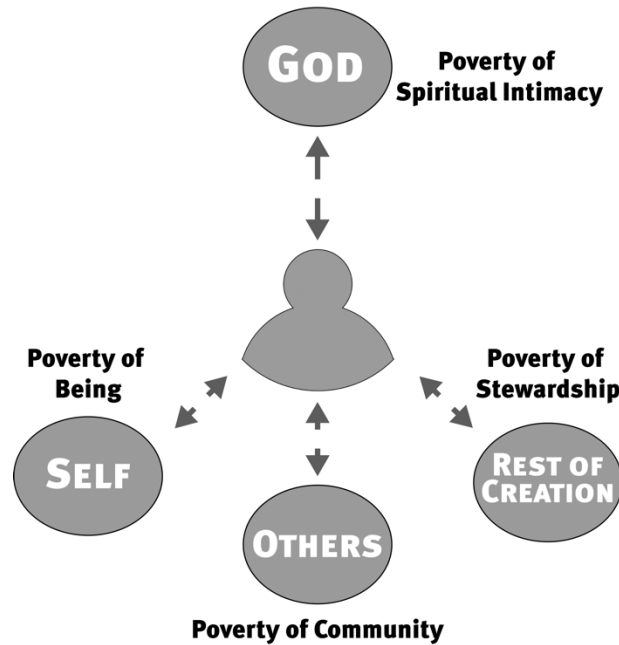 GOD
Poverty of
Spiritual Intimacy
Poverty of
Being
SELF
Poverty of
Stewardship
REST OF
CREATION
OTHERS
Poverty of Community